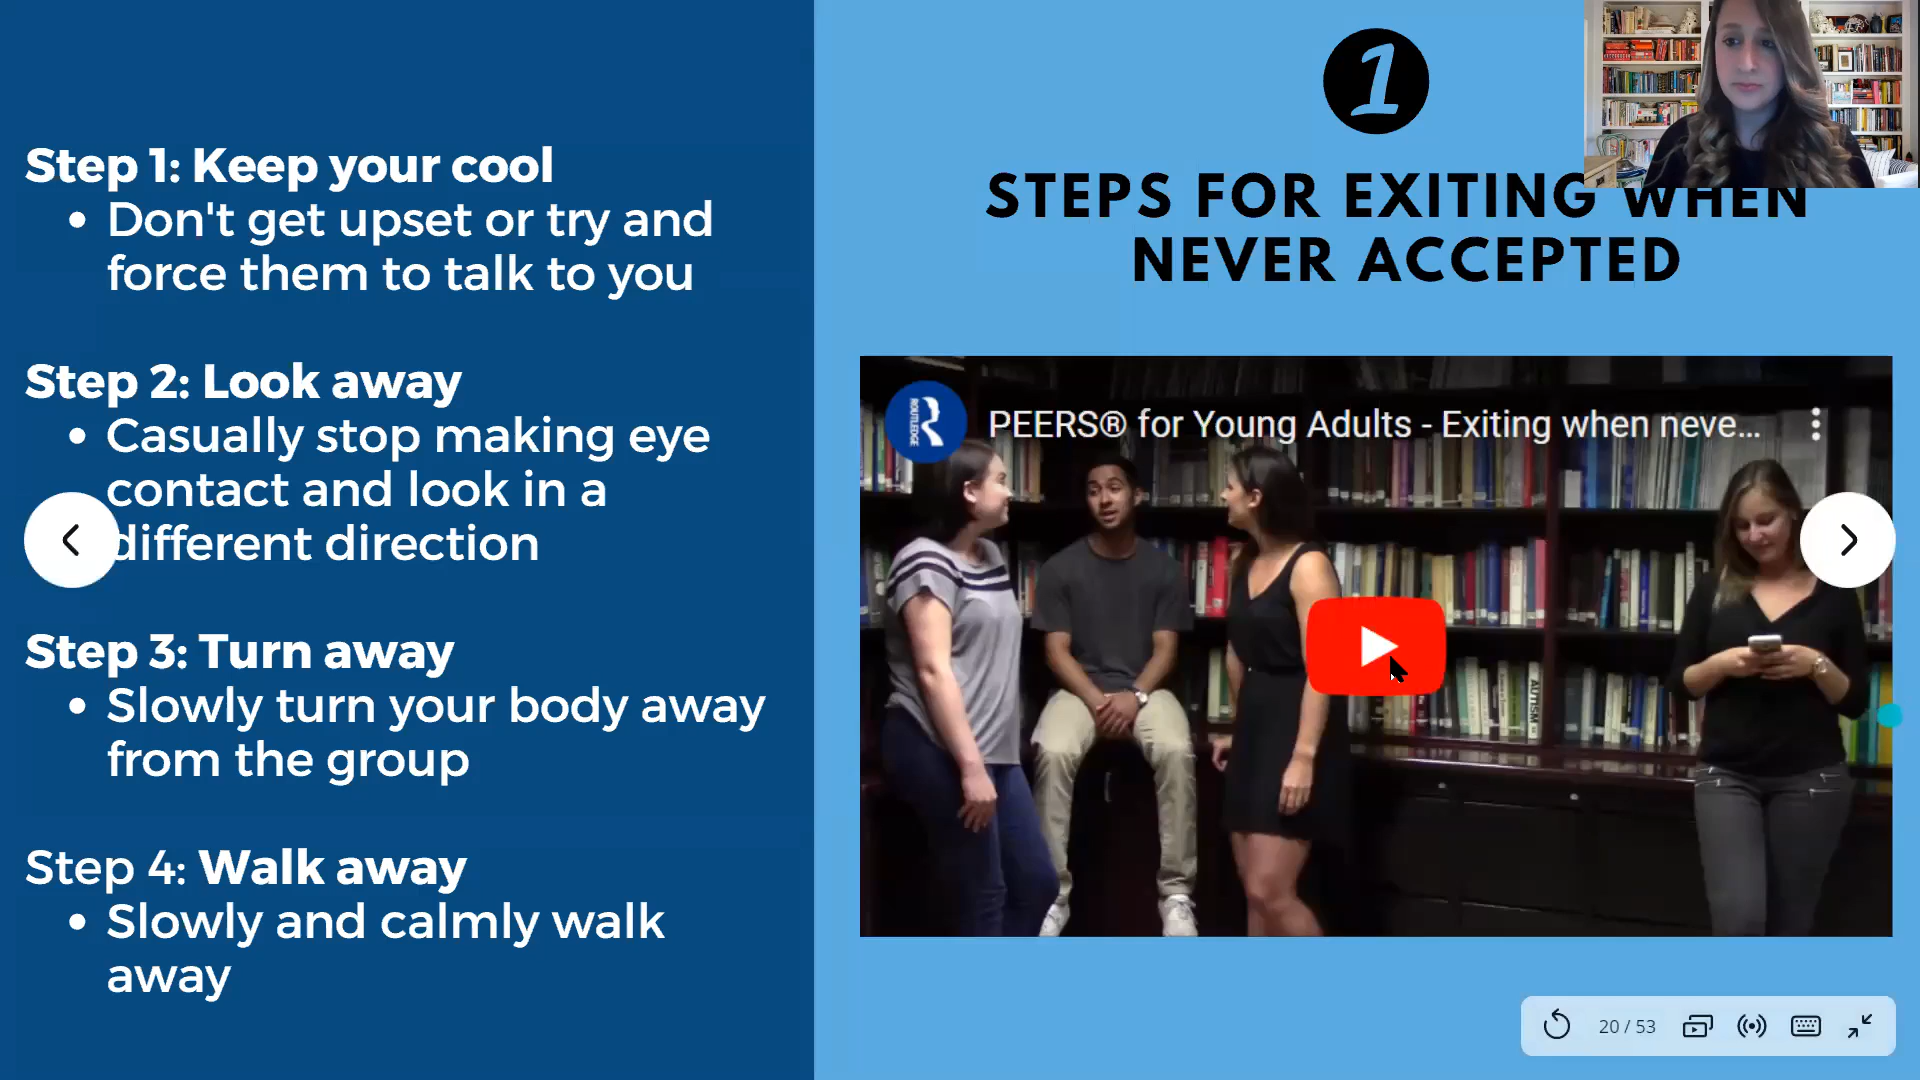 Step 1: Keep your cool
• Don't get upset or try and
force them to talk to you
Step 2: Look away
• Casually stop making eye
contact and look in a
different direction
Step 3: Turn away
• Slowly turn your body away
from the group
Step 4: Walk away
• Slowly and calmly walk
away
1
STEPS FOR EXITING WHEN
NEVER ACCEPTED
ROUTLEDGE
PEERS® for Young Adults - Exiting when neve...
AUTISM
20 / 53